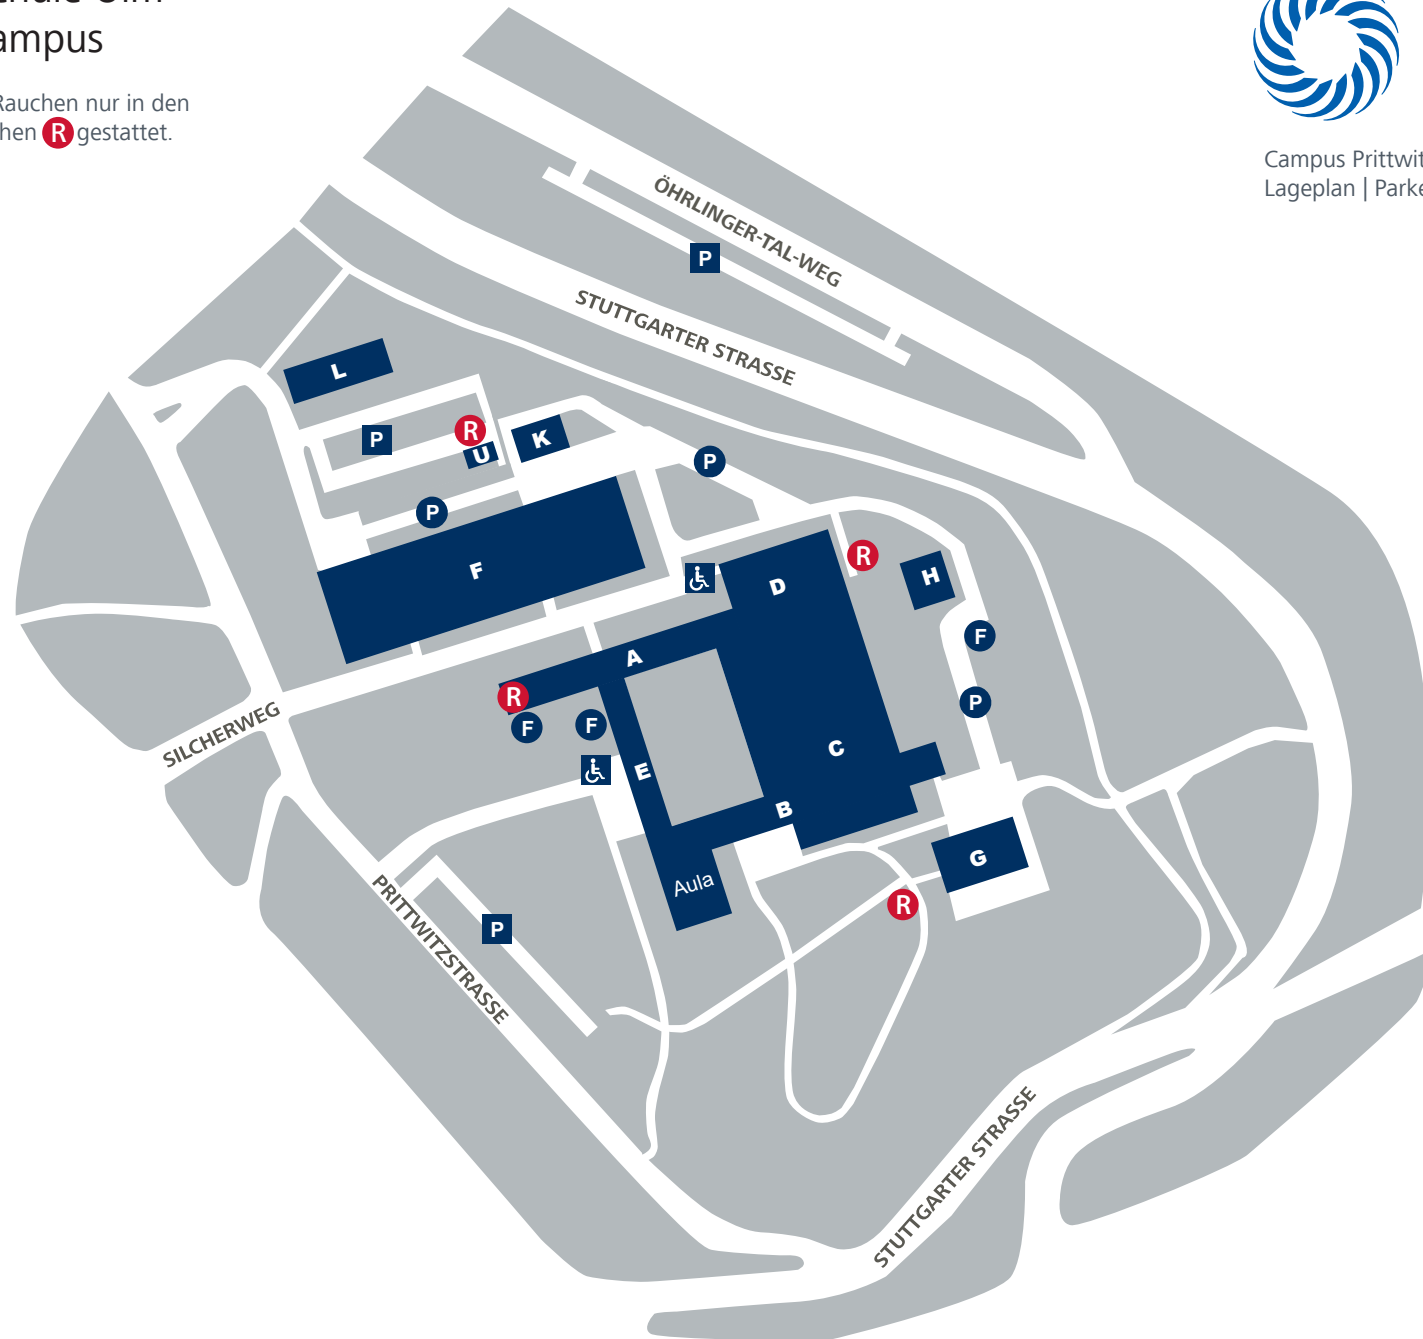 ampus
Rauchen nur in den
hen R gestattet.
Campus Prittwit
Lageplan | Parke
ÖHRLINGER-TAL-WEG
P
STUTTGARTER STRASSE
L
P
R
U
K
P
P
F
D
R
H
F
A
R
F
F
P
SILCHERWEG
E
C
B
G
Aula
R
PRITTWITZSTRASSE
P
STUTTGARTER STRASSE